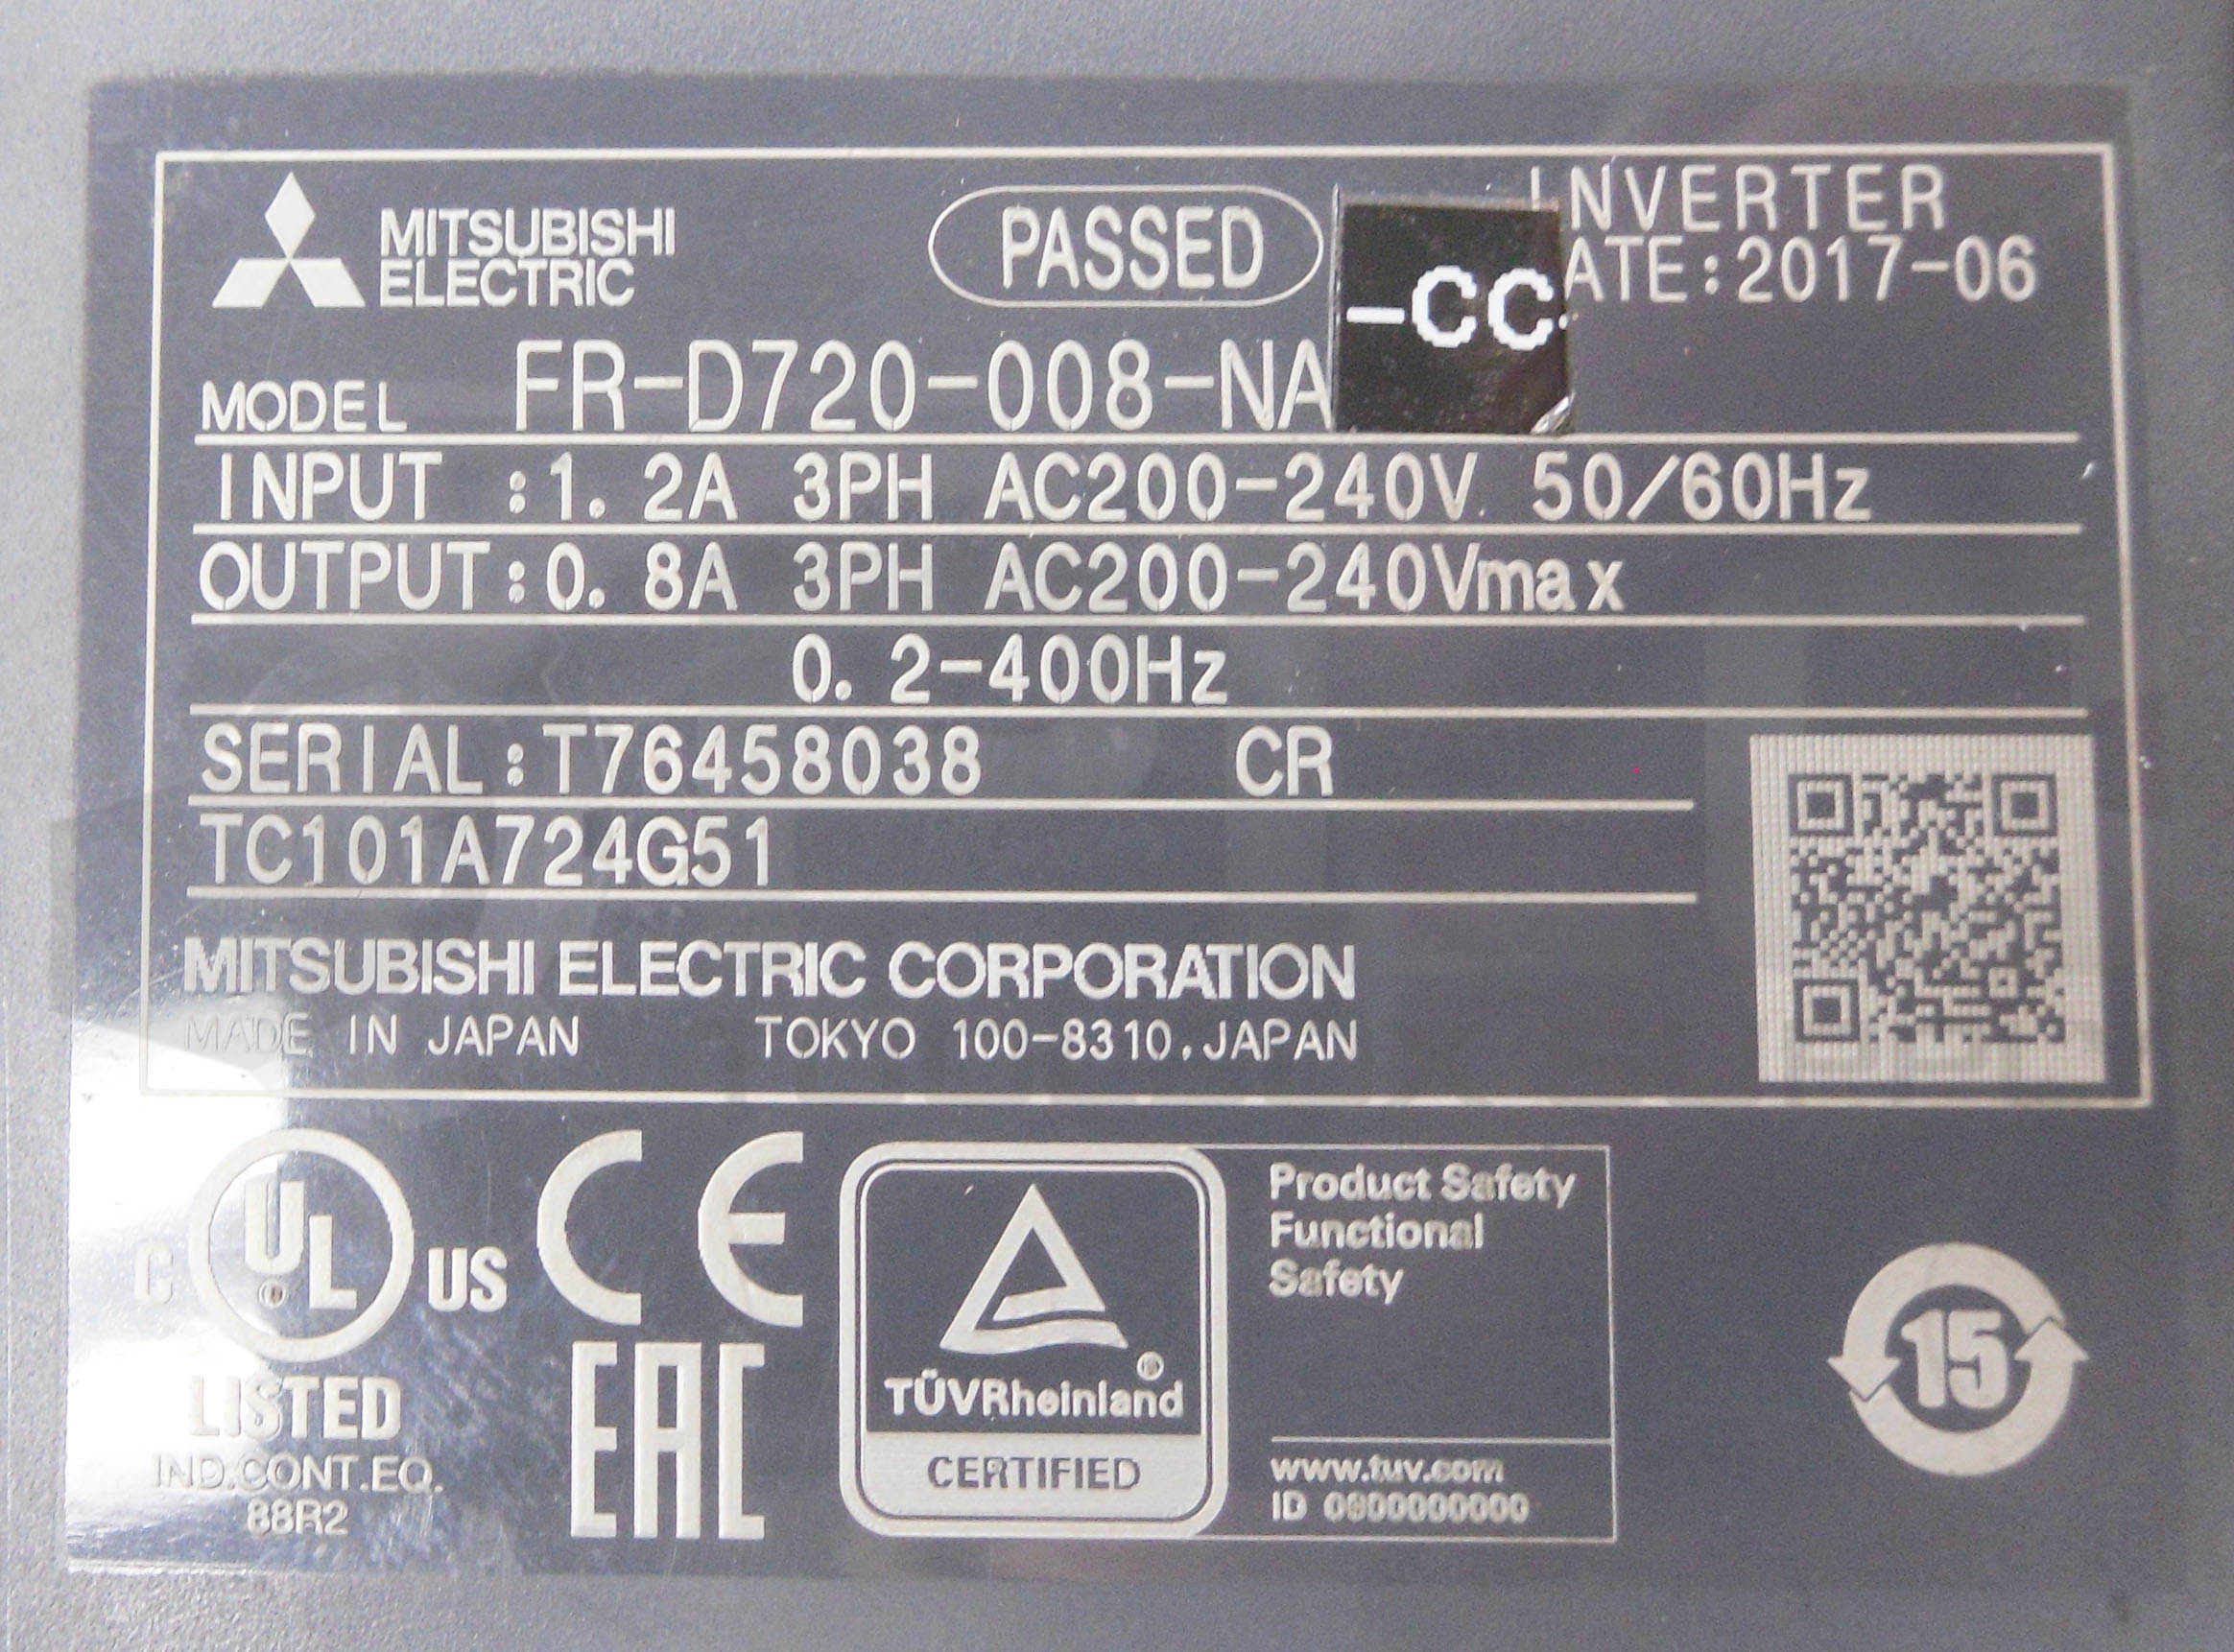 MITSUBISHI
ELECTRIC
PASSED
INVERTER
ATE:2017-06
-CC
MODEL FR-D720-008-NA
INPUT :1.2A 3PH AC200-240V 50/60Hz
OUTPUT:0.8A 3PH AC200-240Vmax
0.2-400Hz
SERIAL:T76458038 CR
TC101A724G51
MITSUBISHI ELECTRIC CORPORATION
MADE IN JAPAN TOKYO 100-8310,JAPAN
C UL US
LISTED
IND.CONT.EQ.
88R2
CE
EAC
TÜVRheinland
CERTIFIED
Product Safety
Functional
Safety
www.tuv.com
ID 0900000000
15